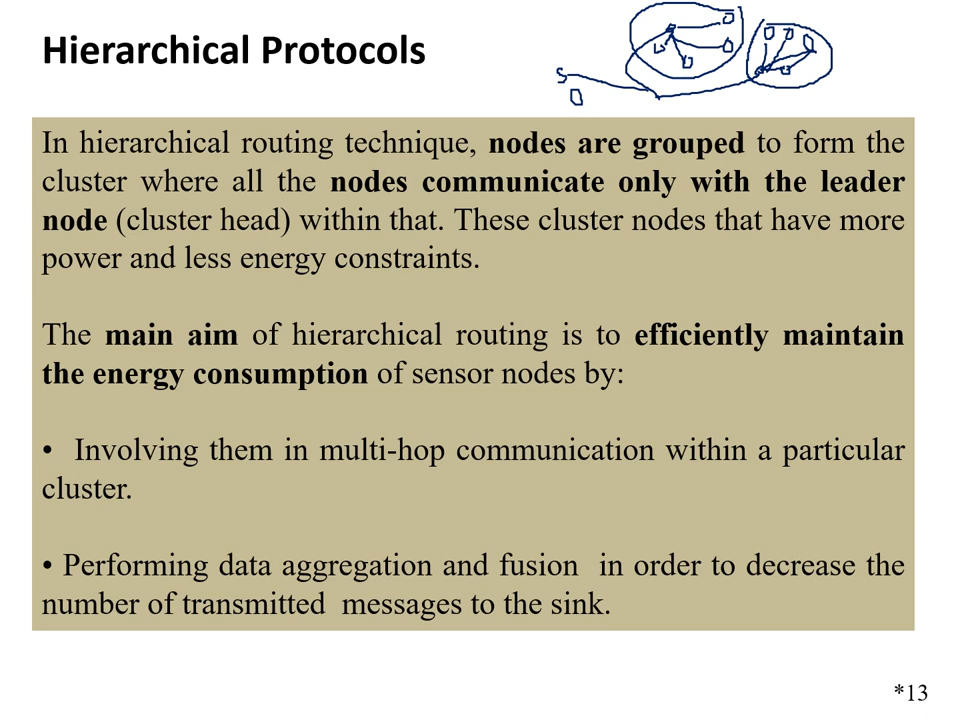 Hierarchical Protocols
S
In hierarchical routing technique, nodes are grouped to form the
cluster where all the nodes communicate only with the leader
node (cluster head) within that. These cluster nodes that have more
power and less energy constraints.
The main aim of hierarchical routing is to efficiently maintain
the energy consumption of sensor nodes by:
• Involving them in multi-hop communication within a particular
cluster.
• Performing data aggregation and fusion in order to decrease the
number of transmitted messages to the sink.
*13